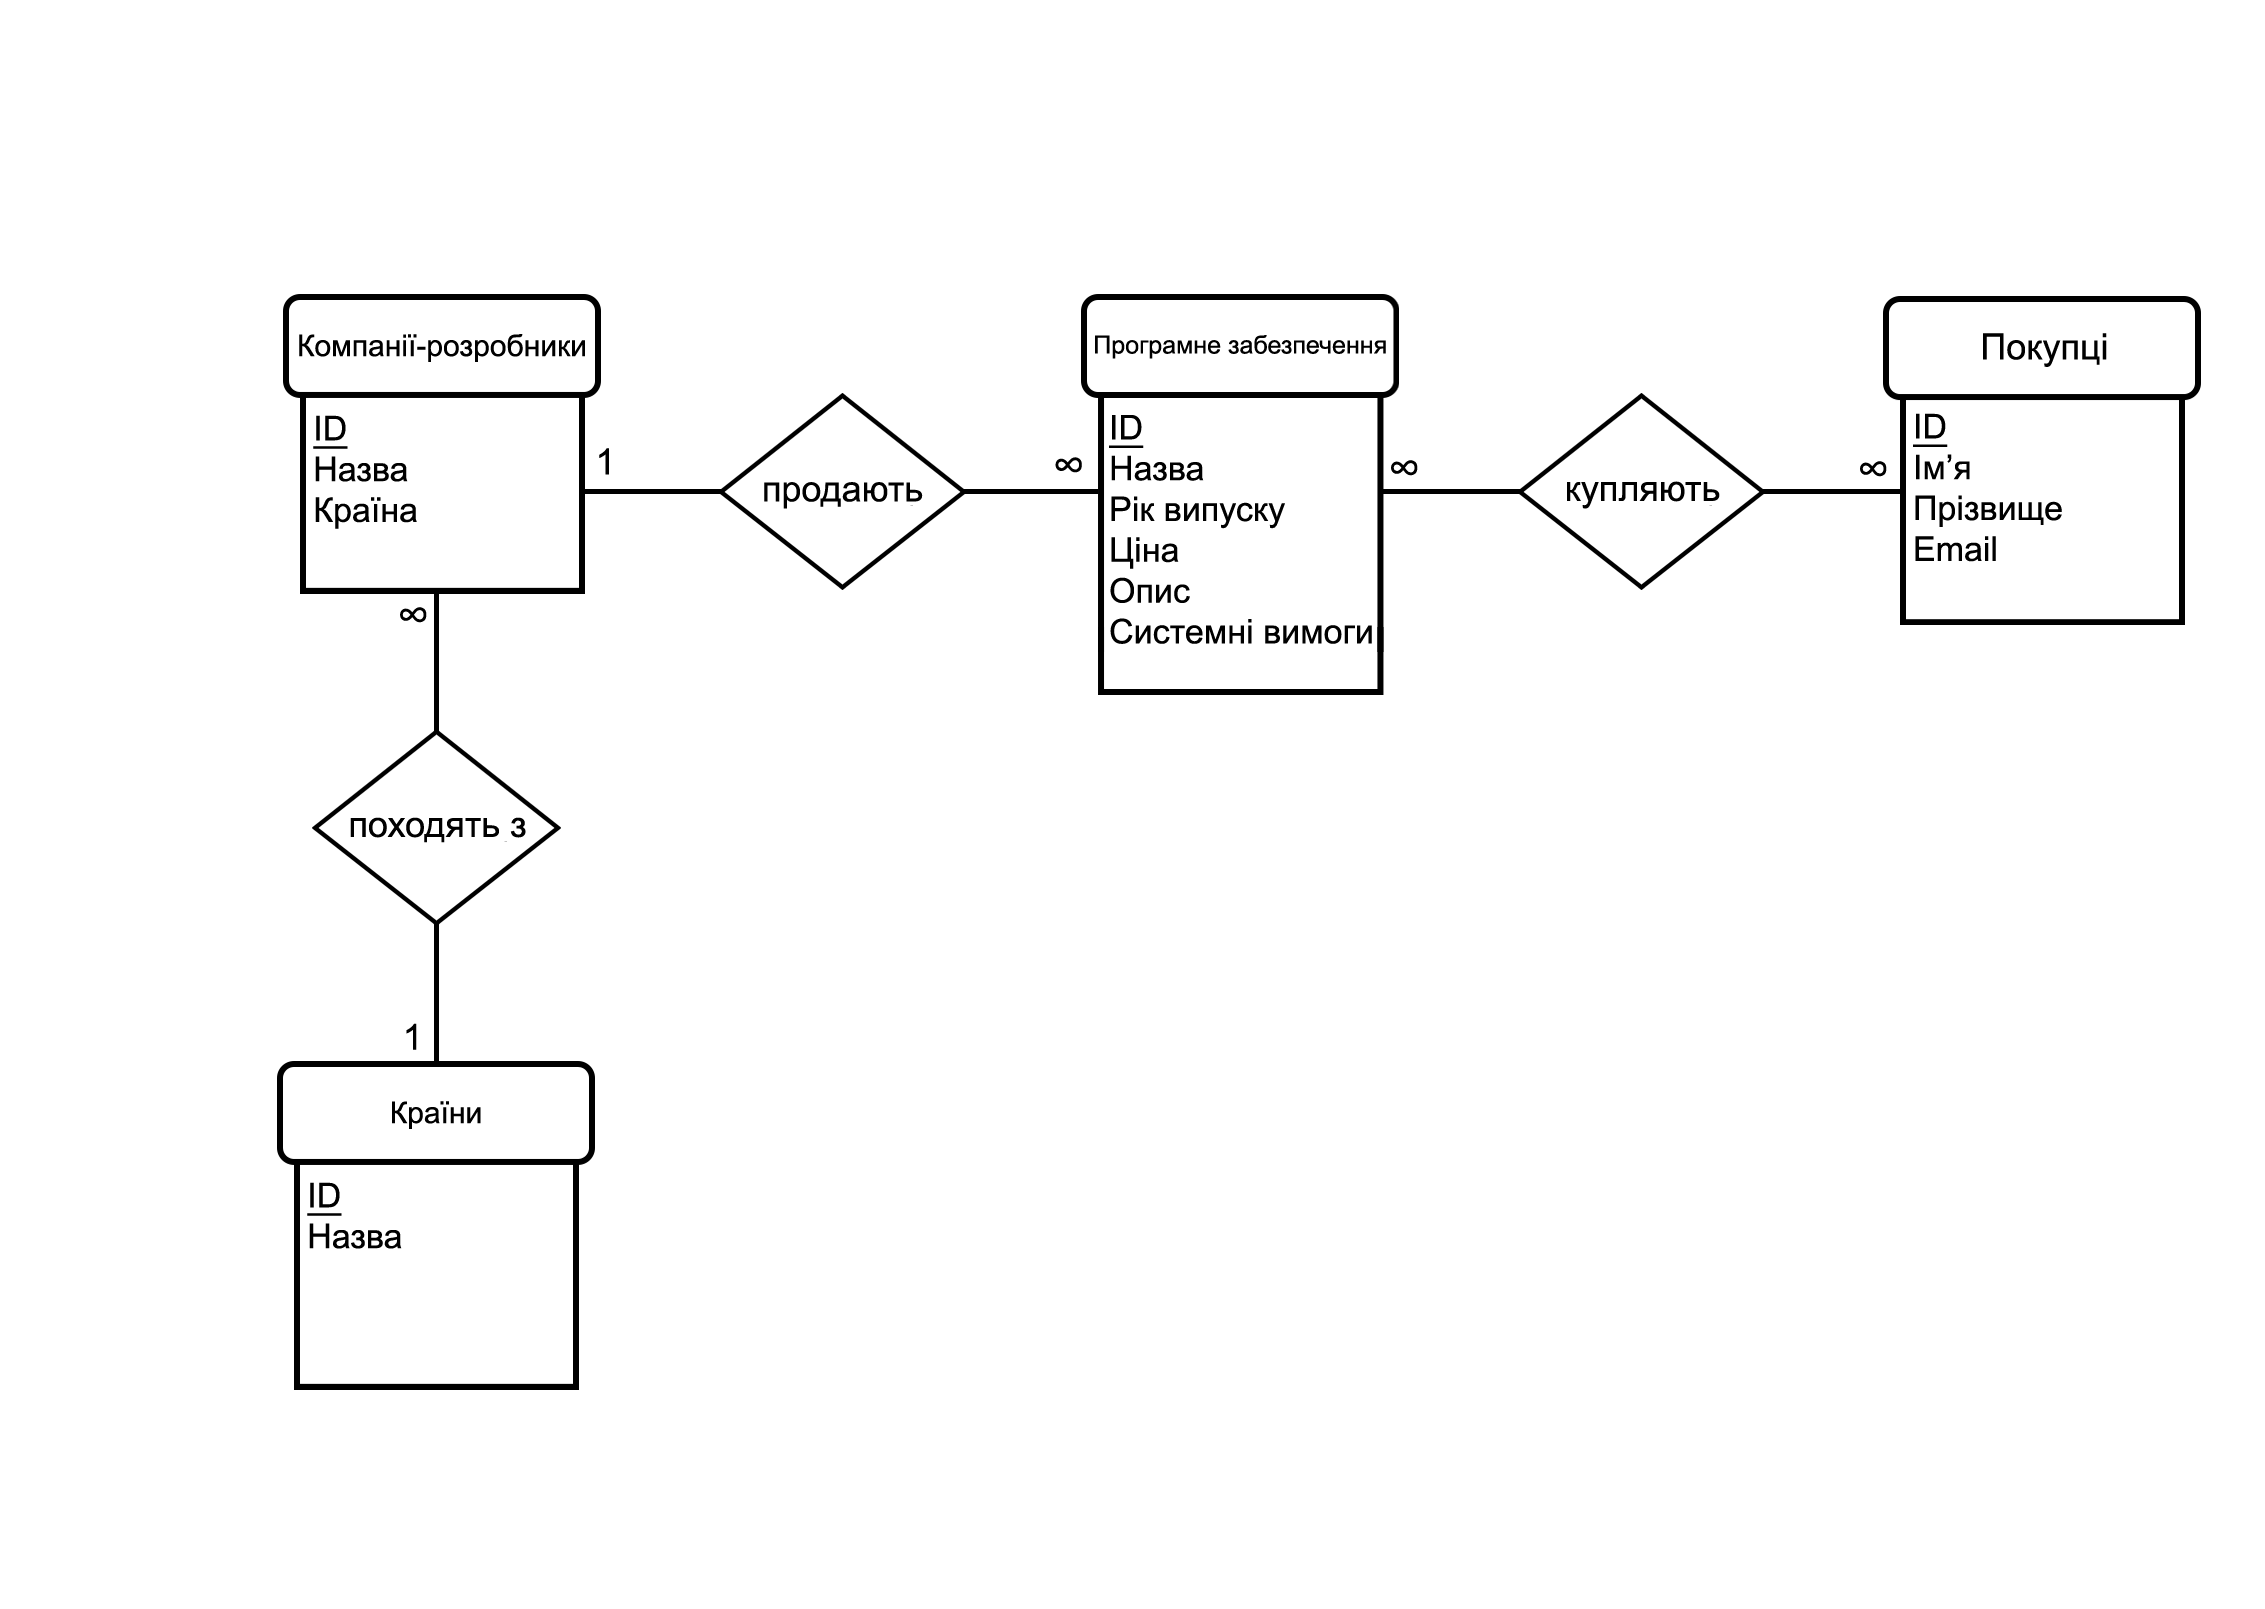 Компанії-розробники
ID
Назва
Країна
1
продають
∞
Програмне забезпечення
ID
Назва
Рік випуску
Ціна
Опис
Системні вимоги
∞
купляють
∞
Покупці
ID
Ім’я
Прізвище
Email
∞
походять з
1
Країни
ID
Назва